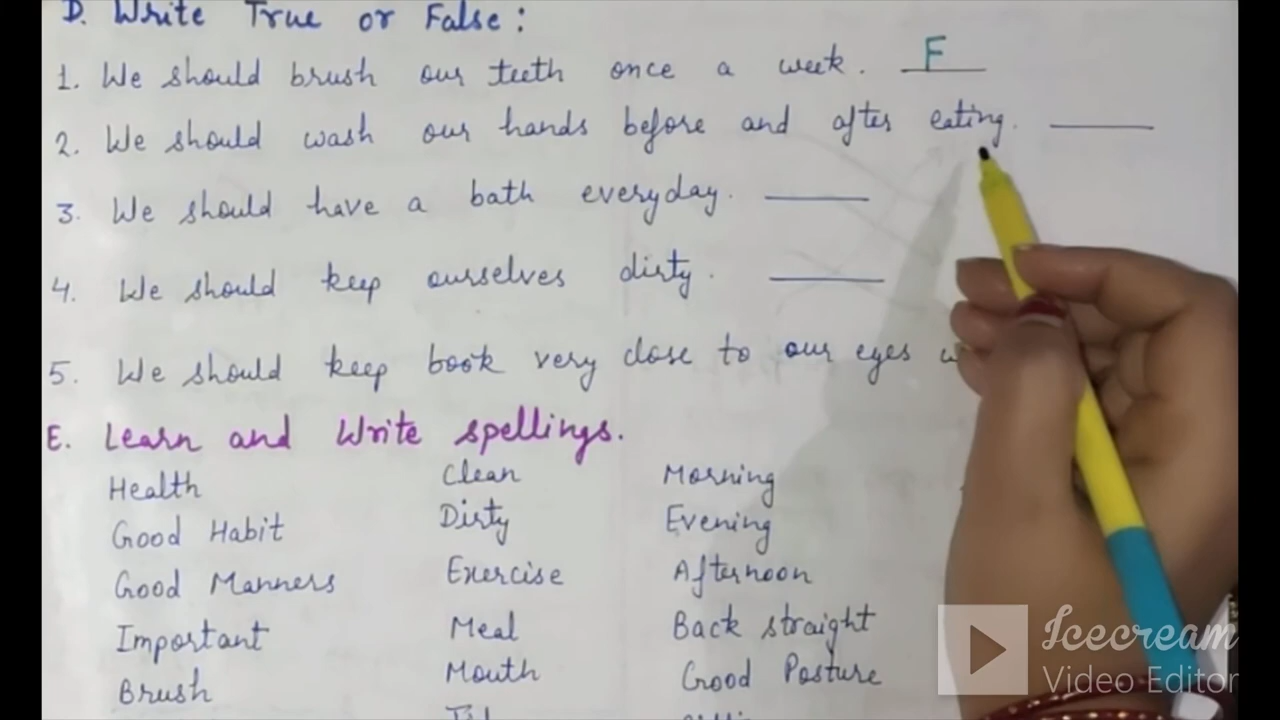 D. Write True or False:
1. We should brush our teeth once a week. F
2. We should wash our hands before and after eating.
3. We should have a bath everyday.
4. We should keep ourselves dirty.
5. We should keep book very close to our eyes
E. Learn and Write spellings.
Health Clean Morning
Good Habit Dirty Evening
Good Manners Exercise Afternoon
Important Meal Back straight
Brush Mouth Good Posture
Icecream
Video Editor